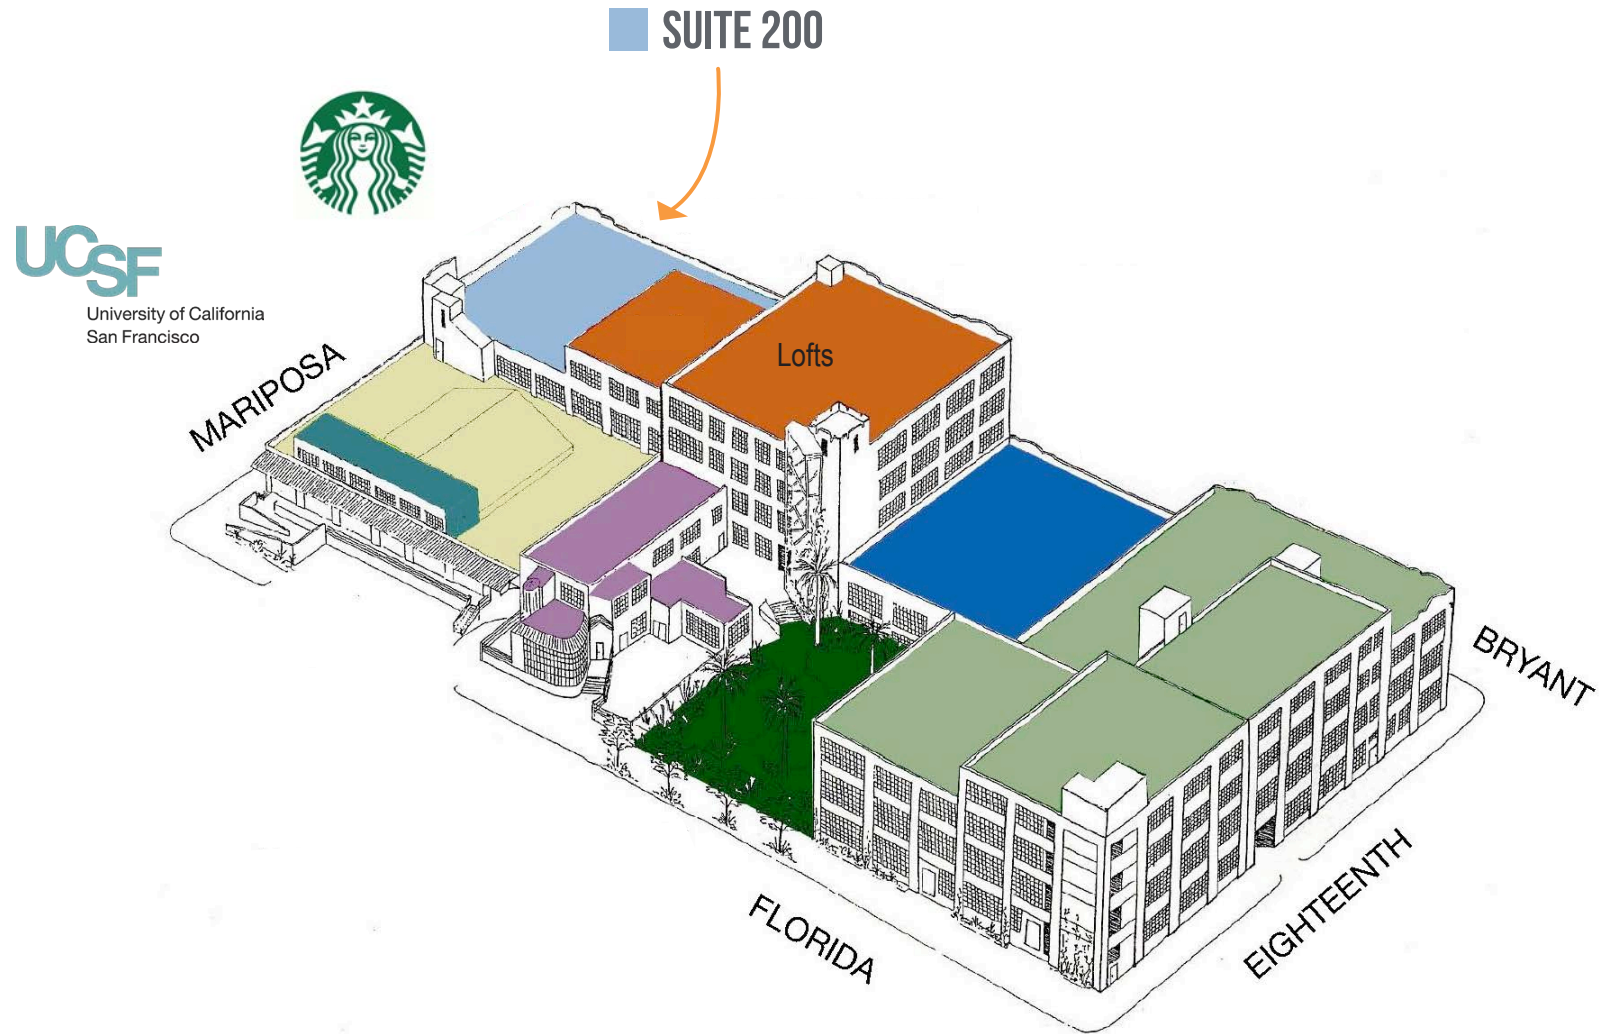 SUITE 200
UCSF
University of California
San Francisco
MARIPOSA
Lofts
BRYANT
FLORIDA
EIGHTEENTH